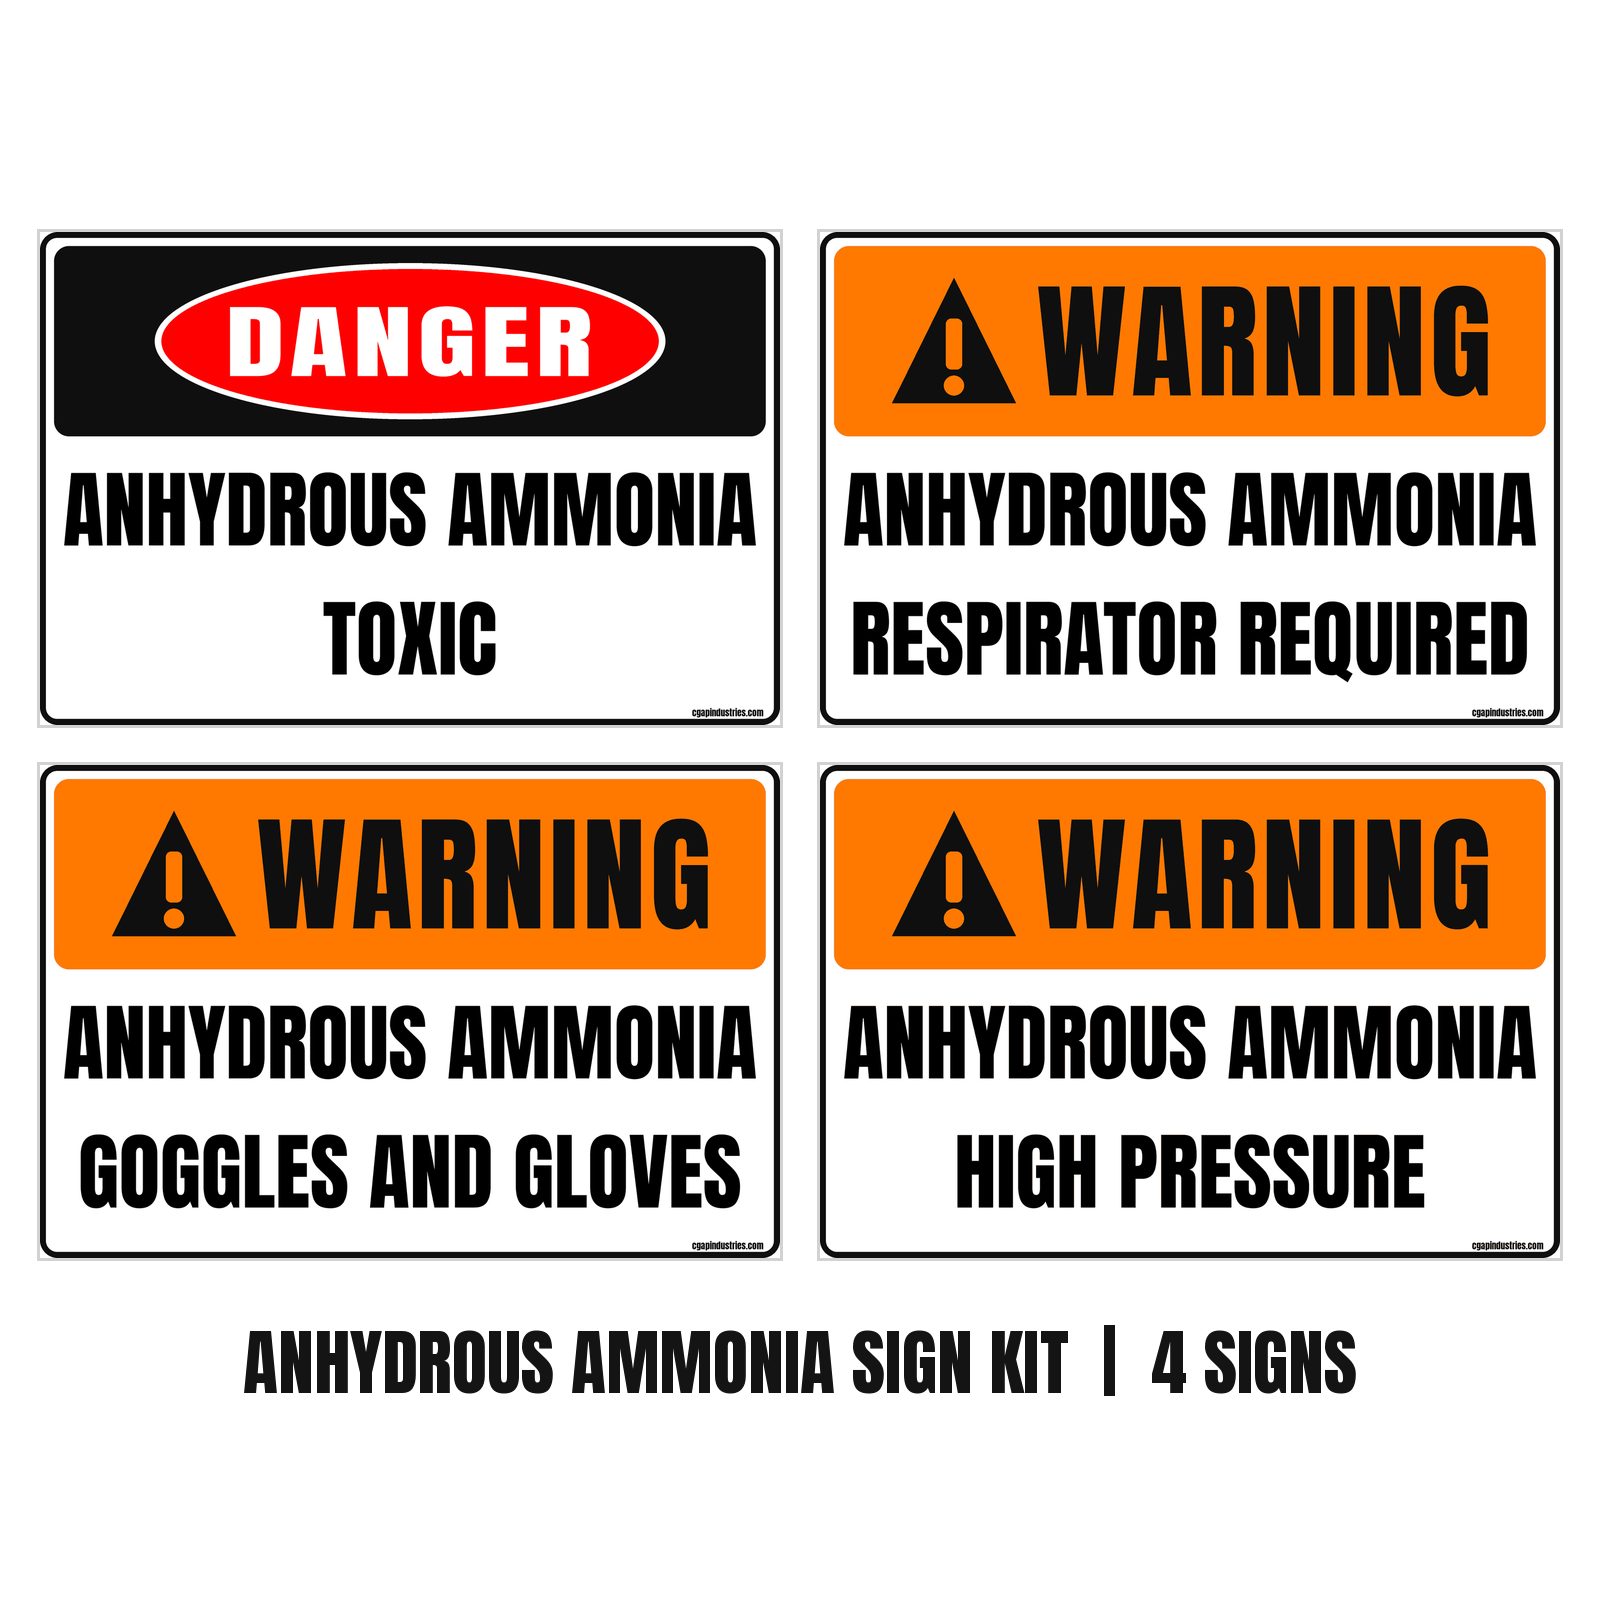 DANGER
ANHYDROUS AMMONIA
TOXIC
cgapindustries.com
WARNING
ANHYDROUS AMMONIA
RESPIRATOR REQUIRED
cgapindustries.com
WARNING
ANHYDROUS AMMONIA
GOGGLES AND GLOVES
cgapindustries.com
WARNING
ANHYDROUS AMMONIA
HIGH PRESSURE
cgapindustries.com
ANHYDROUS AMMONIA SIGN KIT | 4 SIGNS